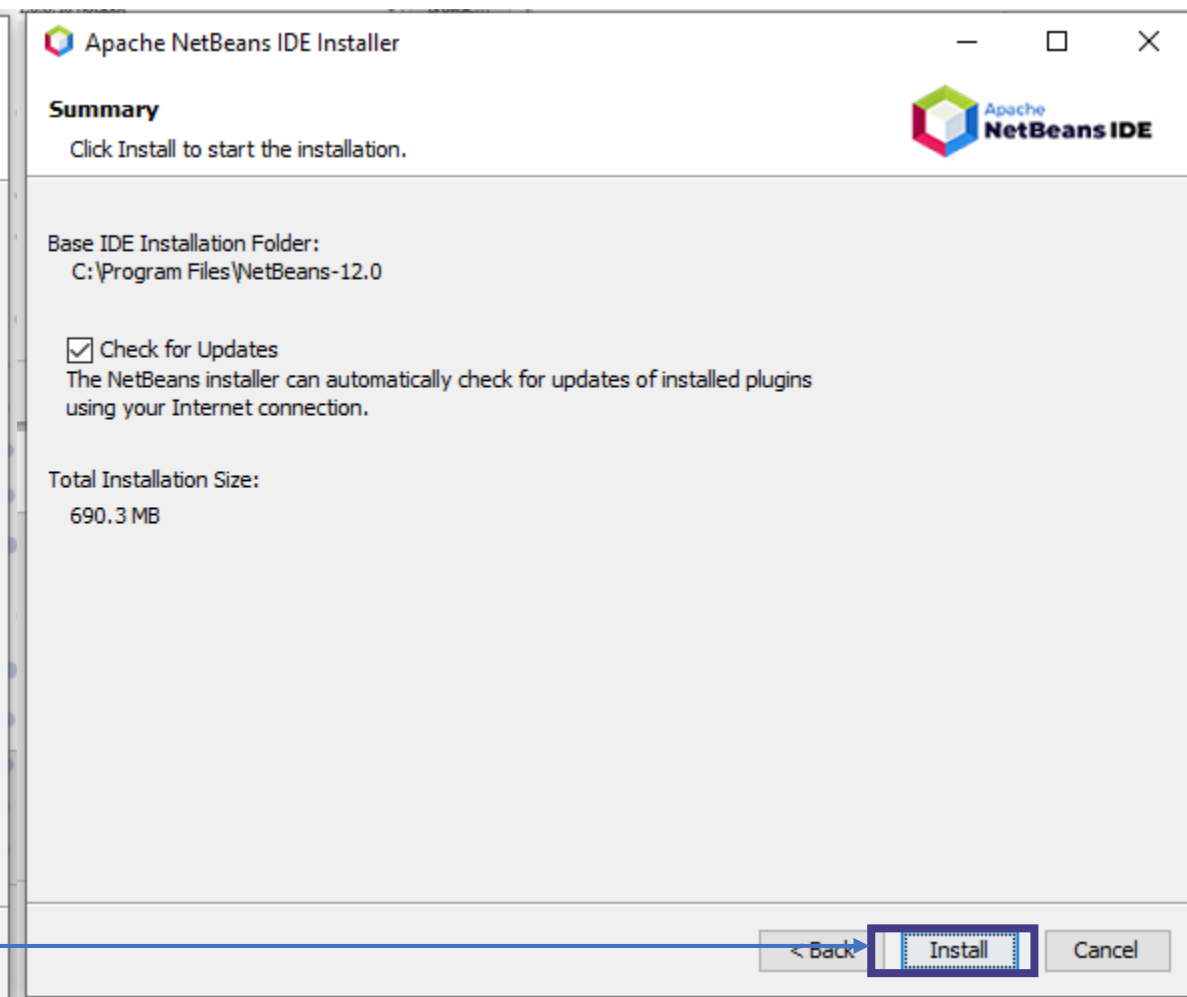 Apache NetBeans IDE Installer
Summary
Click Install to start the installation.
Apache
NetBeans IDE
Base IDE Installation Folder:
C:\Program Files\NetBeans-12.0
Check for Updates
The NetBeans installer can automatically check for updates of installed plugins
using your Internet connection.
Total Installation Size:
690.3 MB
< Back Install Cancel